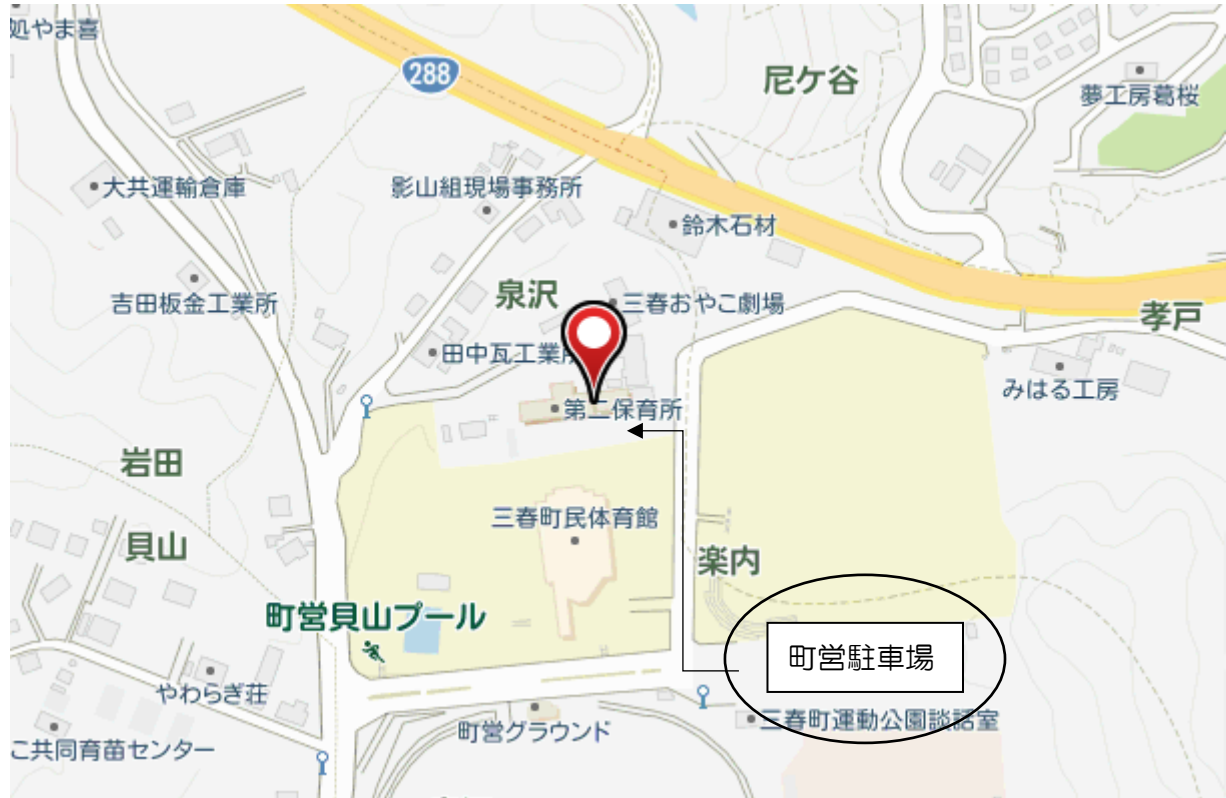 処やま喜
288
尼ケ谷
夢工房葛桜
大共運輸倉庫
影山組現場事務所
鈴木石材
吉田板金工業所
泉沢
三春おやこ劇場
孝戸
田中瓦工業所
みはる工房
第二保育所
岩田
三春町民体育館
貝山
楽内
町営貝山プール
町営駐車場
やわらぎ荘
三春町運動公園談話室
町営グラウンド
こ共同育苗センター